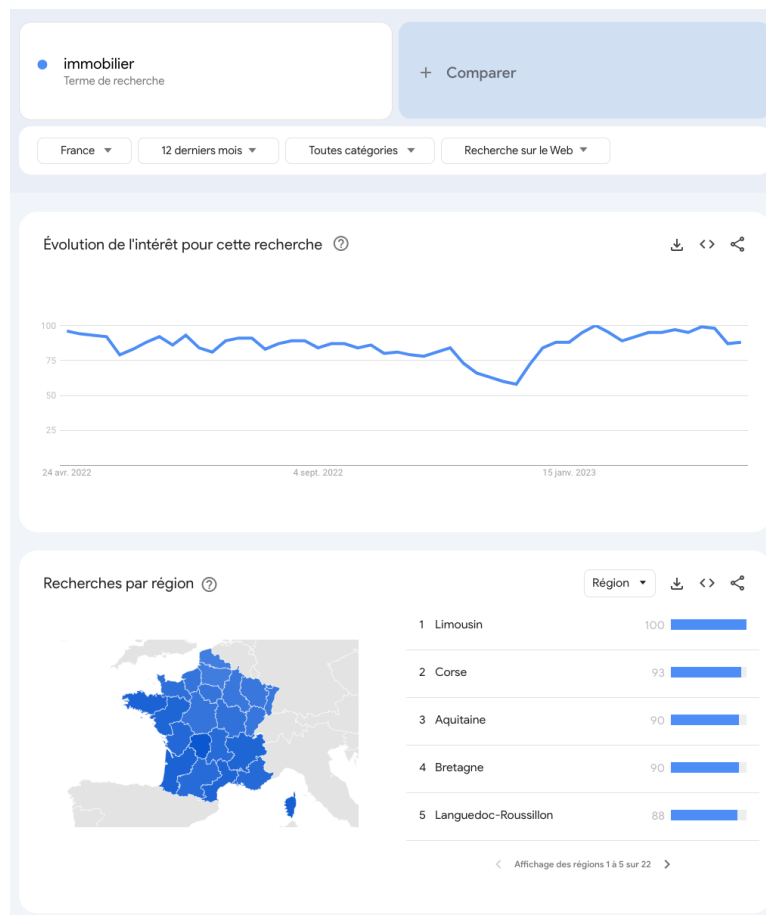 immobilier
Terme de recherche
+ Comparer
France
12 derniers mois
Toutes catégories
Recherche sur le Web
Évolution de l'intérêt pour cette recherche
100
75
50
25
24 avr. 2022
4 sept. 2022
15 janv. 2023
Recherches par région
Région
1 Limousin 100
2 Corse 93
3 Aquitaine 90
4 Bretagne 90
5 Languedoc-Roussillon 88
Affichage des régions 1 à 5 sur 22